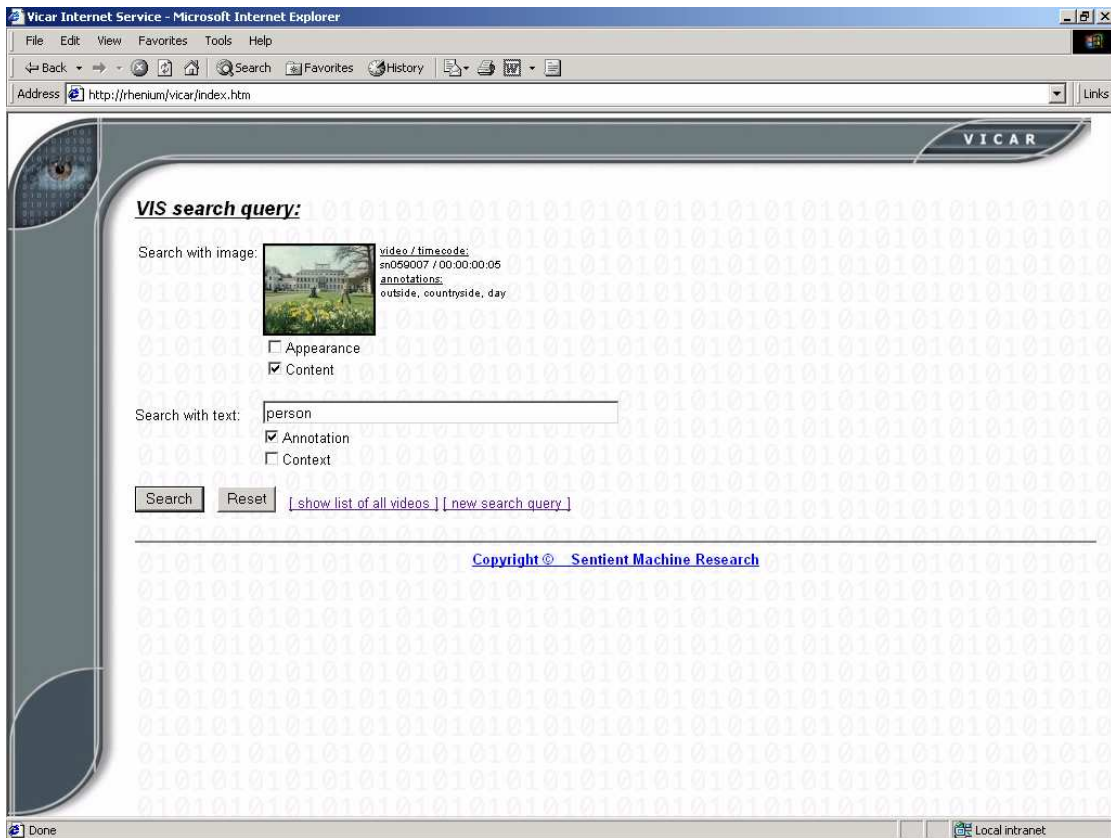 Vicar Internet Service - Microsoft Internet Explorer
File Edit View Favorites Tools Help
Back Search Favorites History
Address http://rhenium/vicar/index.htm Links
VICAR
VIS search query:
Search with image:
video / timecode:
sn059007 / 00:00:00:05
annotations:
outside, countryside, day
Appearance
Content
Search with text: person
Annotation
Context
Search Reset [ show list of all videos ] [ new search query ]
Copyright © Sentient Machine Research
Done Local intranet